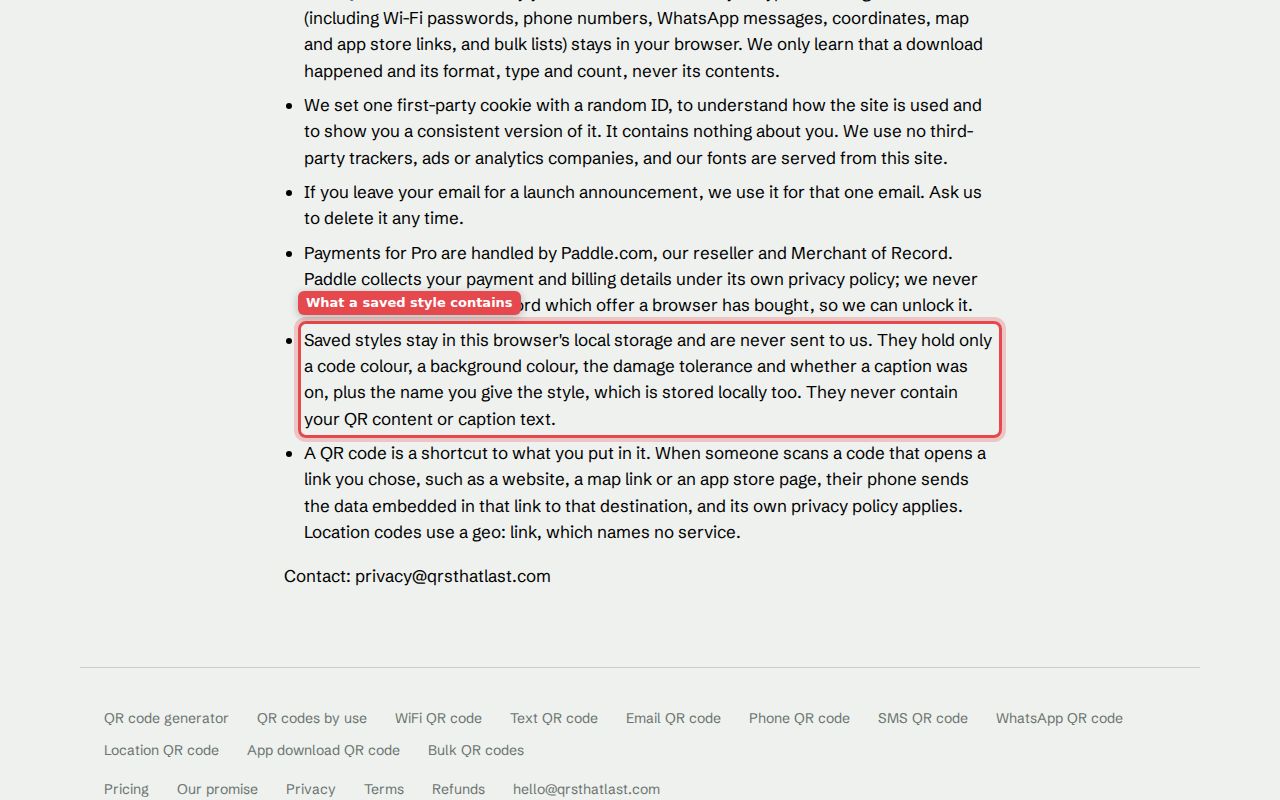 (including Wi-Fi passwords, phone numbers, WhatsApp messages, coordinates, map
and app store links, and bulk lists) stays in your browser. We only learn that a download
happened and its format, type and count, never its contents.
We set one first-party cookie with a random ID, to understand how the site is used and
to show you a consistent version of it. It contains nothing about you. We use no third-
party trackers, ads or analytics companies, and our fonts are served from this site.
If you leave your email for a launch announcement, we use it for that one email. Ask us
to delete it any time.
Payments for Pro are handled by Paddle.com, our reseller and Merchant of Record.
Paddle collects your payment and billing details under its own privacy policy; we never
What a saved style contains
which offer a browser has bought, so we can unlock it.
Saved styles stay in this browser's local storage and are never sent to us. They hold only
a code colour, a background colour, the damage tolerance and whether a caption was
on, plus the name you give the style, which is stored locally too. They never contain
your QR content or caption text.
A QR code is a shortcut to what you put in it. When someone scans a code that opens a
link you chose, such as a website, a map link or an app store page, their phone sends
the data embedded in that link to that destination, and its own privacy policy applies.
Location codes use a geo: link, which names no service.
Contact: privacy@qrsthatlast.com
QR code generator QR codes by use WiFi QR code Text QR code Email QR code Phone QR code SMS QR code WhatsApp QR code
Location QR code App download QR code Bulk QR codes
Pricing Our promise Privacy Terms Refunds hello@qrsthatlast.com